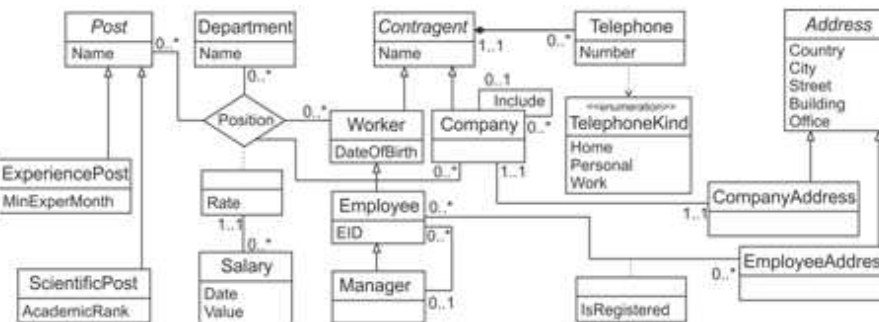 Post
Name
0..*
Department
Name
0..*
Contragent
Name
1..1
0..*
Telephone
Number
Address
Country
City
Street
Building
Office
<<enumeration>>
TelephoneKind
Home
Personal
Work
Position
0..*
Worker
DateOfBirth
0..1
Include
Company
0..*
0..*
1..1
ExperiencePost
MinExperMonth
Rate
1..1
0..*
Employee
EID
0..*
0..*
CompanyAddress
1..1
ScientificPost
AcademicRank
Salary
Date
Value
Manager
0..1
IsRegistered
EmployeeAddres
0..*